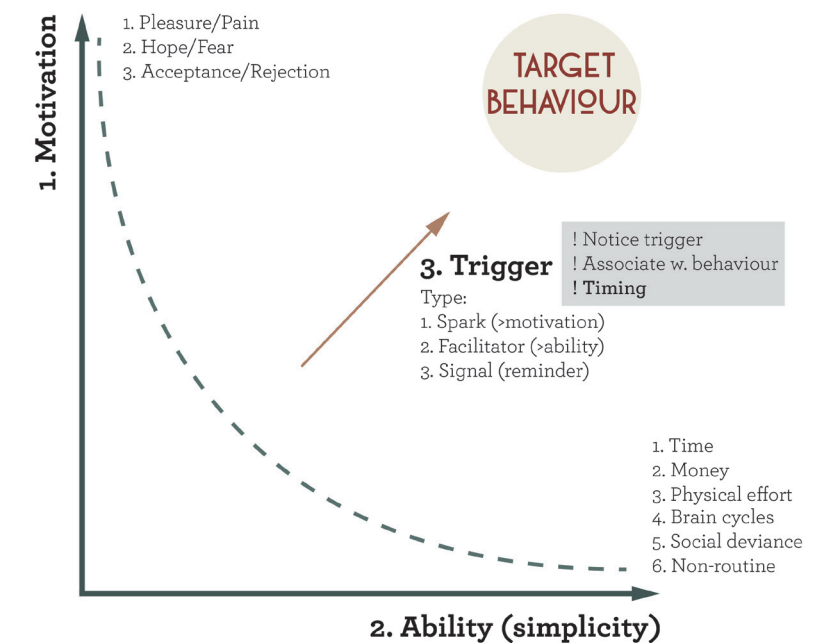 1. Motivation
1. Pleasure/Pain
2. Hope/Fear
3. Acceptance/Rejection
TARGET
BEHAVIOUR
3. Trigger
! Notice trigger
! Associate w. behaviour
! Timing
Type:
1. Spark (>motivation)
2. Facilitator (>ability)
3. Signal (reminder)
1. Time
2. Money
3. Physical effort
4. Brain cycles
5. Social deviance
6. Non-routine
2. Ability (simplicity)